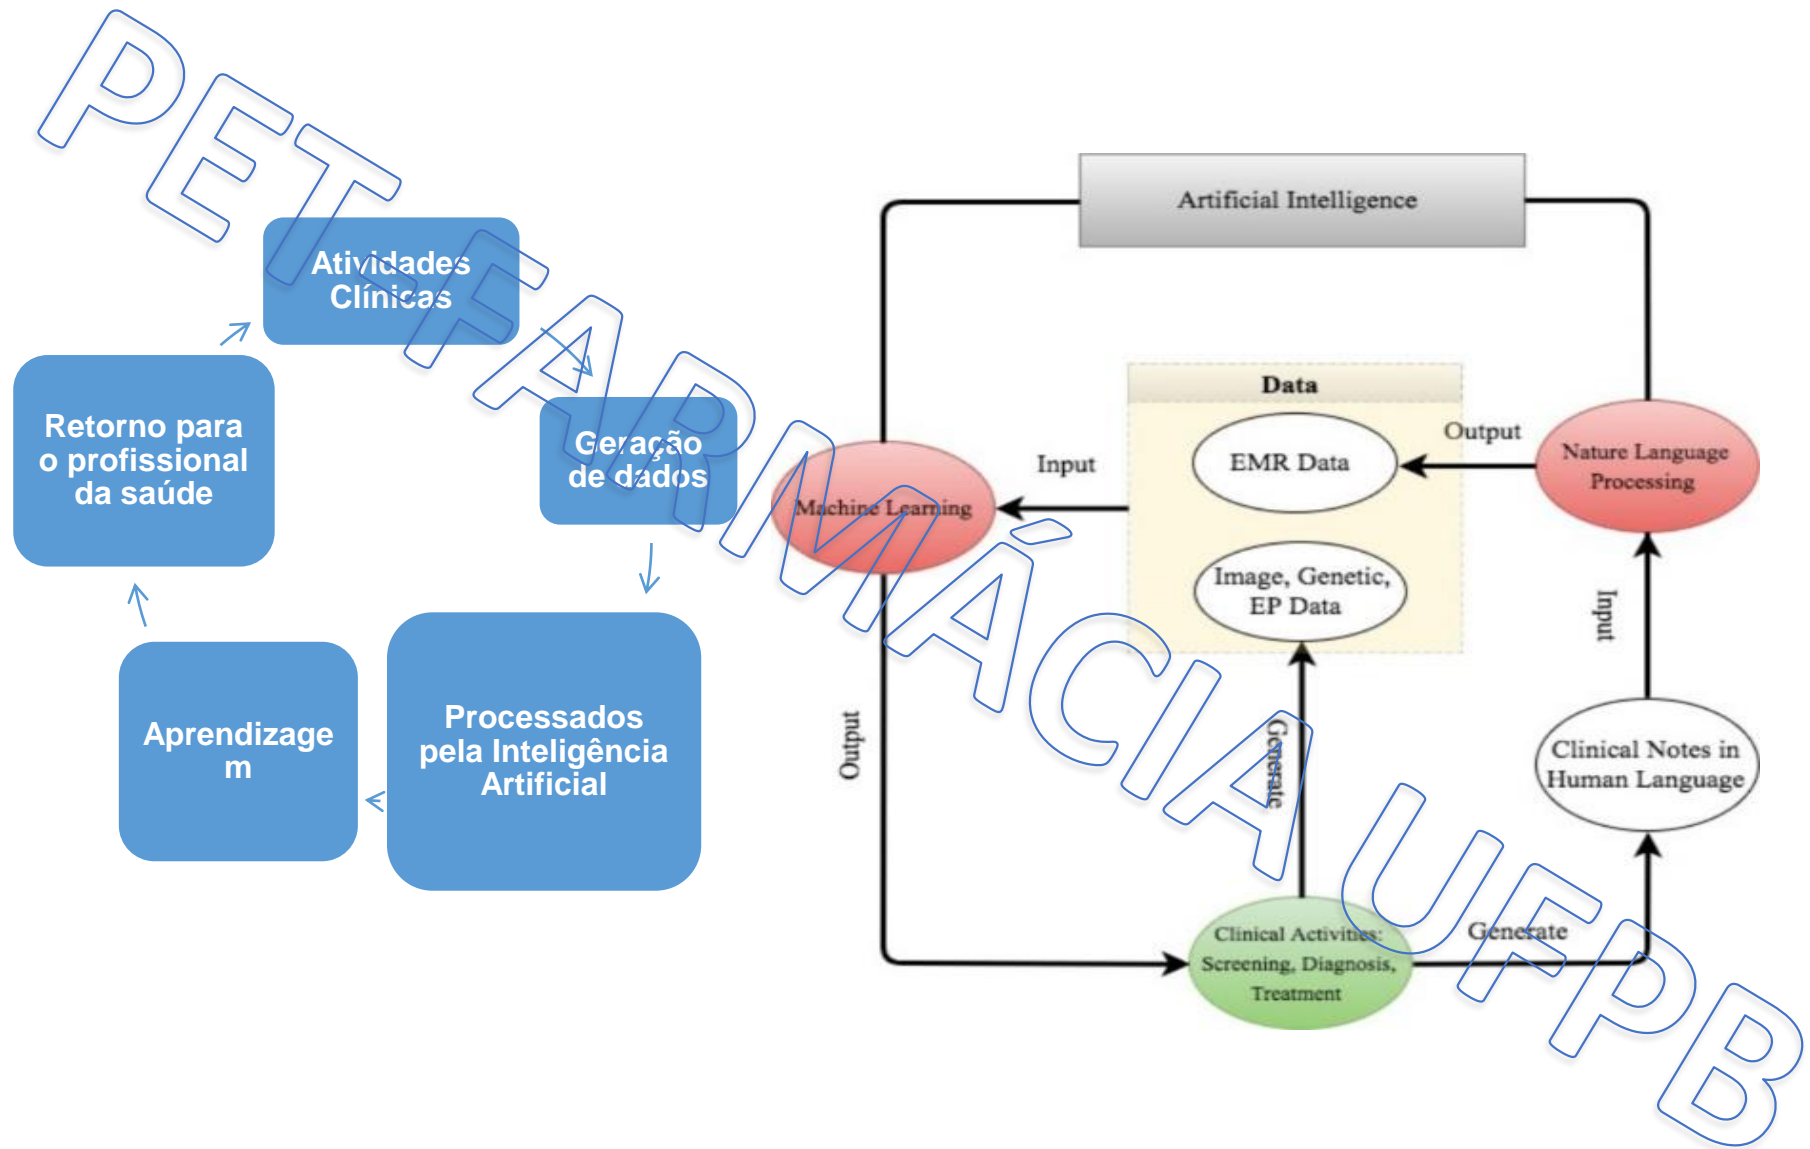 PET-FARMÁCIA UFPB
Atividades
Clínicas
Geração
de dados
Processados
pela Inteligência
Artificial
Aprendizage
m
Retorno para
o profissional
da saúde
Artificial Intelligence
Data
EMR Data
Image, Genetic,
EP Data
Output
Nature Language
Processing
Input
Machine Learning
Input
Clinical Notes in
Human Language
Output
Generate
Clinical Activities:
Screening, Diagnosis,
Treatment
Generate